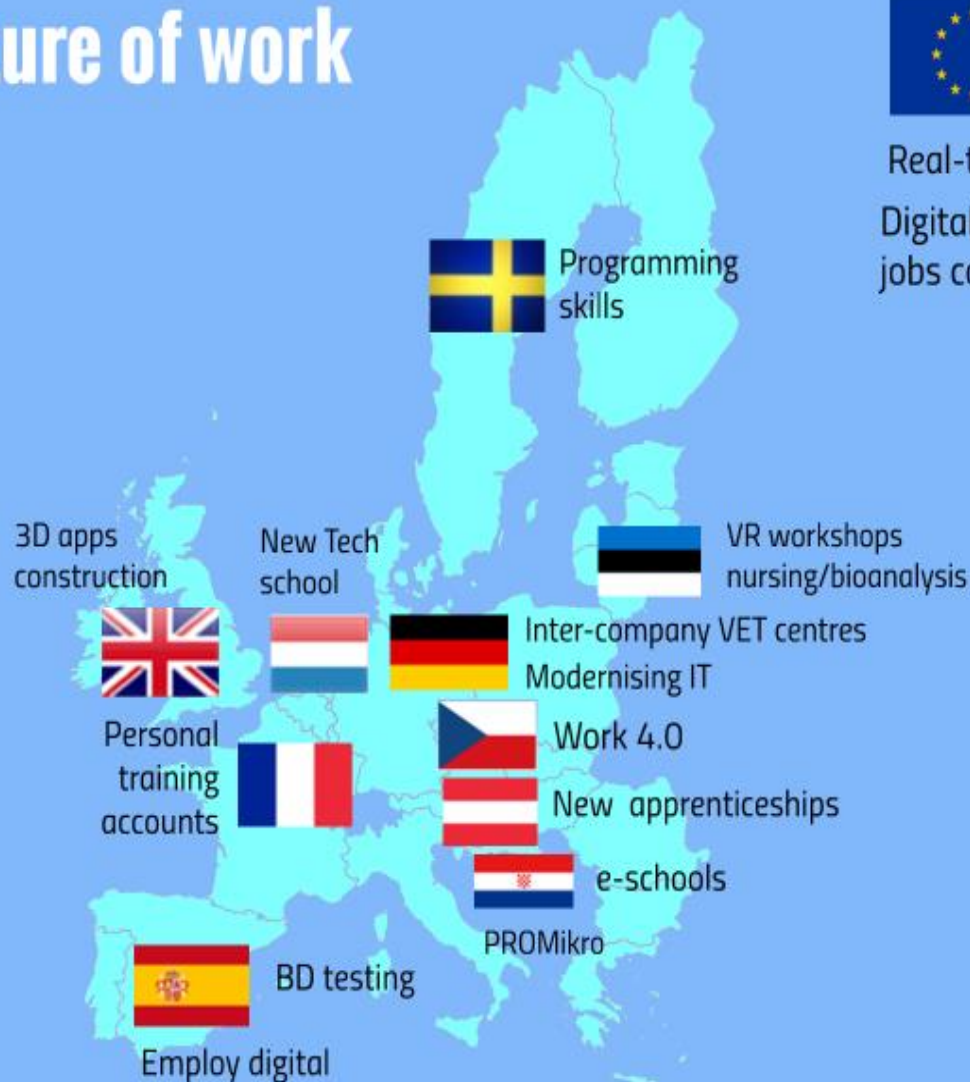 ure of work
Real-t
Digital
jobs co
Programming
skills
3D apps
construction
New Tech
school
VR workshops
nursing/bioanalysis
Inter-company VET centres
Modernising IT
Personal
training
accounts
Work 4.0
New apprenticeships
e-schools
PROMikro
BD testing
Employ digital